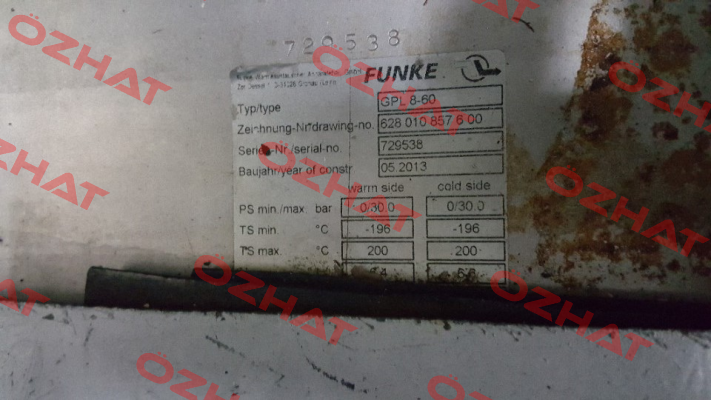 729538
FUNKE
Typ/type GPL 8-60
Zeichnung-Nr/drawing-no. 628 010 857 6 00
Serien-Nr./serial-no. 729538
Baujahr/year of constr 05.2013
warm side cold side
PS min./max. bar 0/30.0 0/30.0
TS min. °C -196 -196
TS max. °C 200 200
OZHAT
OZHAT
OZHAT
OZHAT
OZHAT
OZHAT
OZHAT
OZHAT
OZHAT
OZHAT
OZHAT